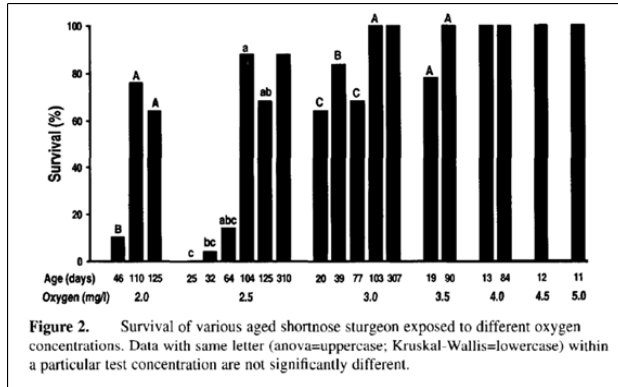 100
80
60
40
20
0
Survival (%)
B A A c bc abc a ab C B C A A A
Age (days) 46 110 125 25 32 64 104 125 310 20 39 77 103 307 19 90 13 84 12 11
Oxygen (mg/l) 2.0 2.5 3.0 3.5 4.0 4.5 5.0
Figure 2. Survival of various aged shortnose sturgeon exposed to different oxygen
concentrations. Data with same letter (anova=uppercase; Kruskal-Wallis=lowercase) within
a particular test concentration are not significantly different.